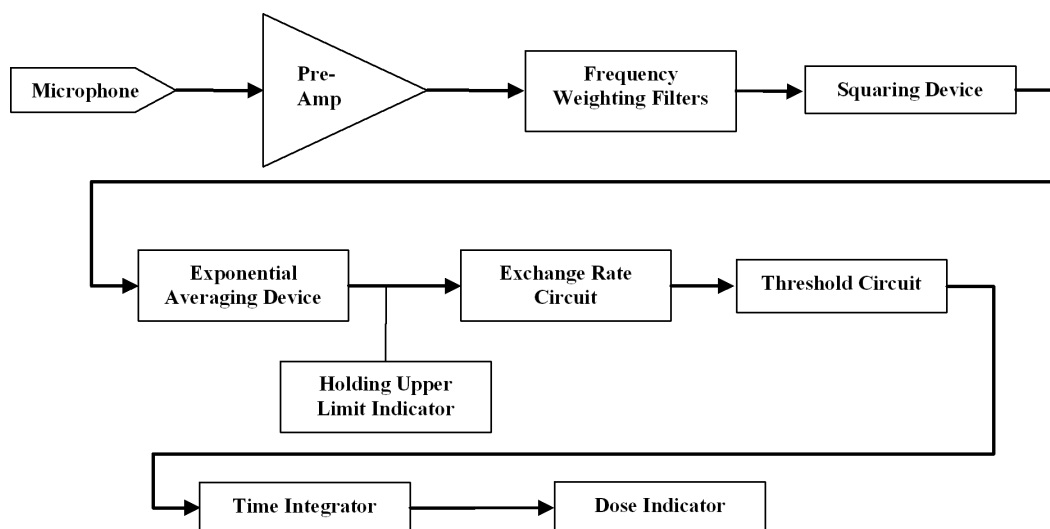 Microphone
Pre-
Amp
Frequency
Weighting Filters
Squaring Device
Exponential
Averaging Device
Exchange Rate
Circuit
Threshold Circuit
Holding Upper
Limit Indicator
Time Integrator
Dose Indicator